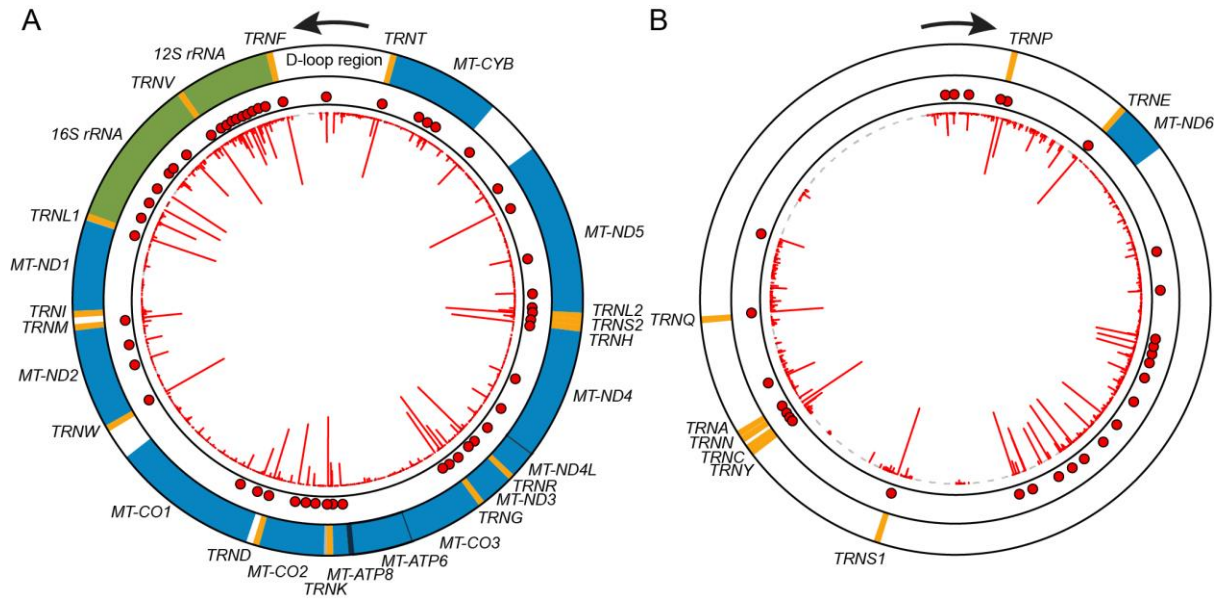 A
TRNF
TRNT
12S rRNA
D-loop region
MT-CYB
TRNV
16S rRNA
TRNL1
MT-ND5
MT-ND1
TRNI
TRNM
TRNL2
TRNS2
TRNH
MT-ND2
MT-ND4
TRNW
MT-ND4L
TRNR
MT-ND3
TRNG
MT-CO1
MT-CO3
TRND
MT-ATP6
MT-CO2
MT-ATP8
TRNK
B
TRNP
TRNE
MT-ND6
TRNQ
TRNA
TRNN
TRNC
TRNY
TRNS1